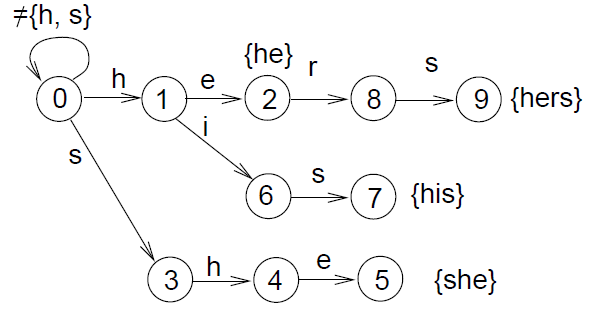 ≠{h, s}
{he}
0 h 1 e 2 r 8 s 9 {hers}
i
s
6 s 7 {his}
3 h 4 e 5 {she}